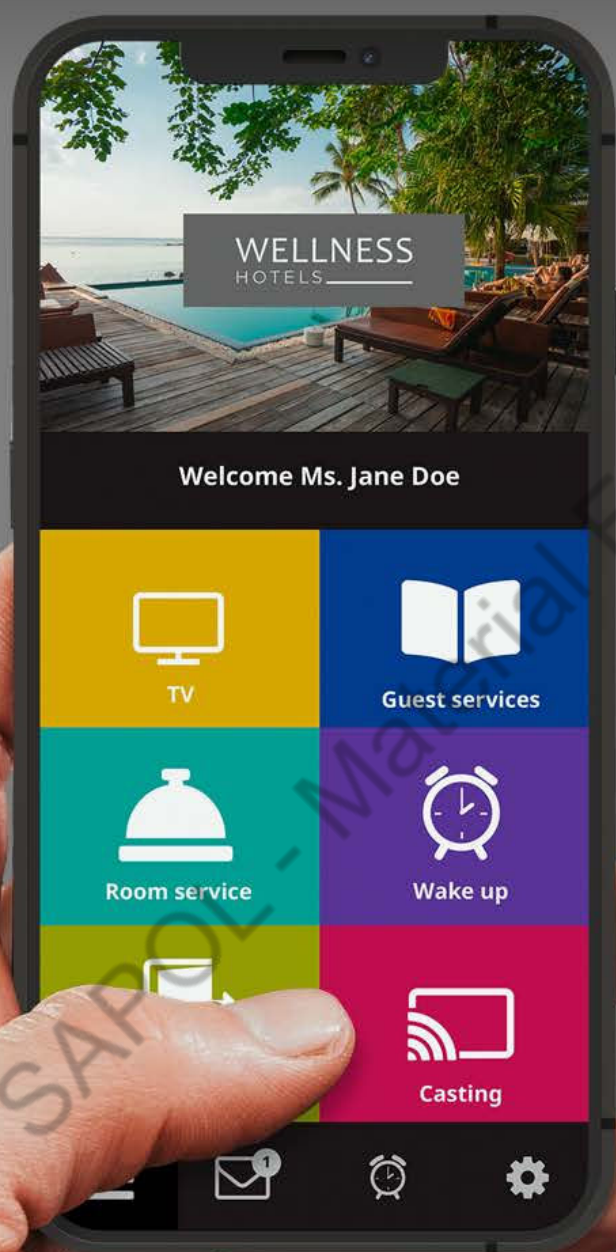 WELLNESS
HOTELS
Welcome Ms. Jane Doe
TV
Guest services
Room service
Wake up
Casting
1
SAPOL - Material